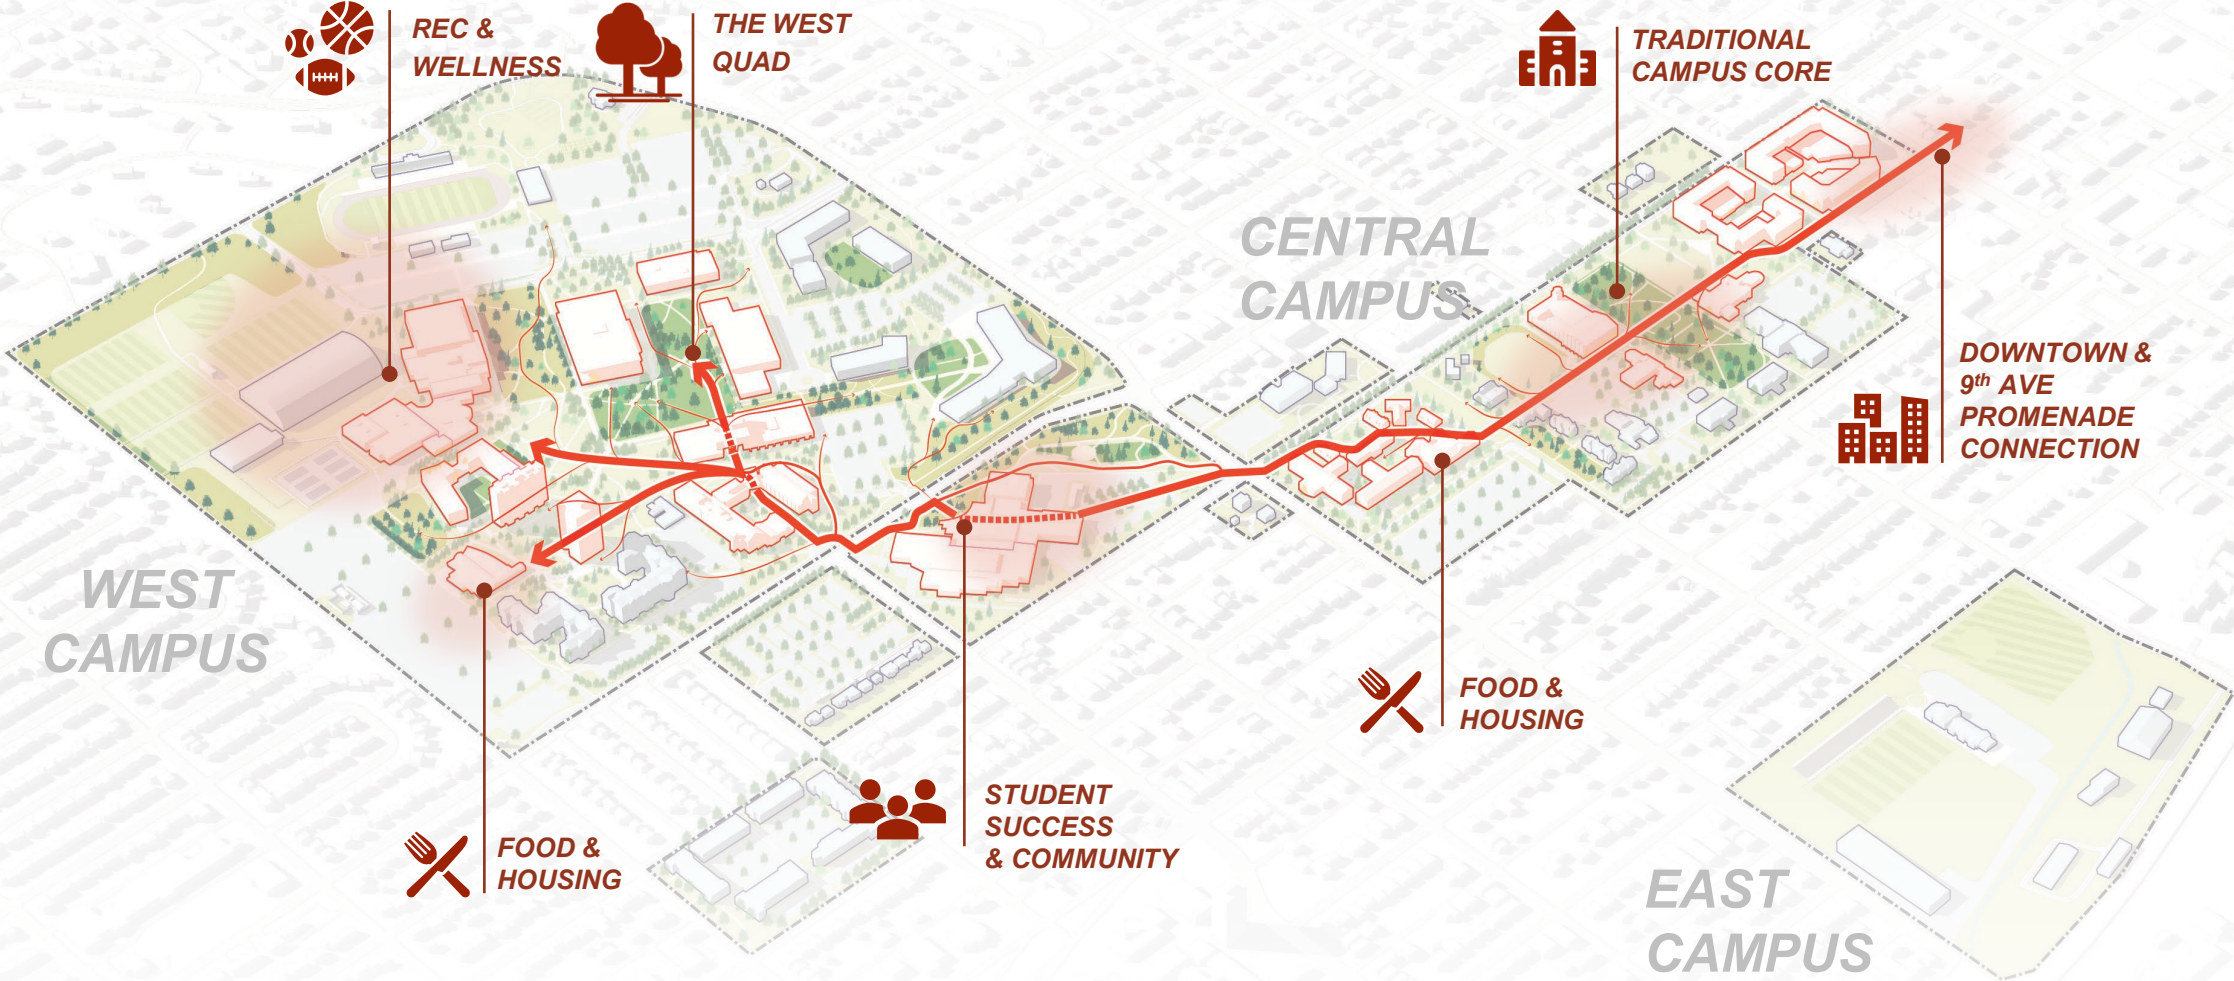 REC &
WELLNESS
THE WEST
QUAD
TRADITIONAL
CAMPUS CORE
CENTRAL
CAMPUS
DOWNTOWN &
9th AVE
PROMENADE
CONNECTION
WEST
CAMPUS
FOOD &
HOUSING
STUDENT
SUCCESS
& COMMUNITY
FOOD &
HOUSING
EAST
CAMPUS